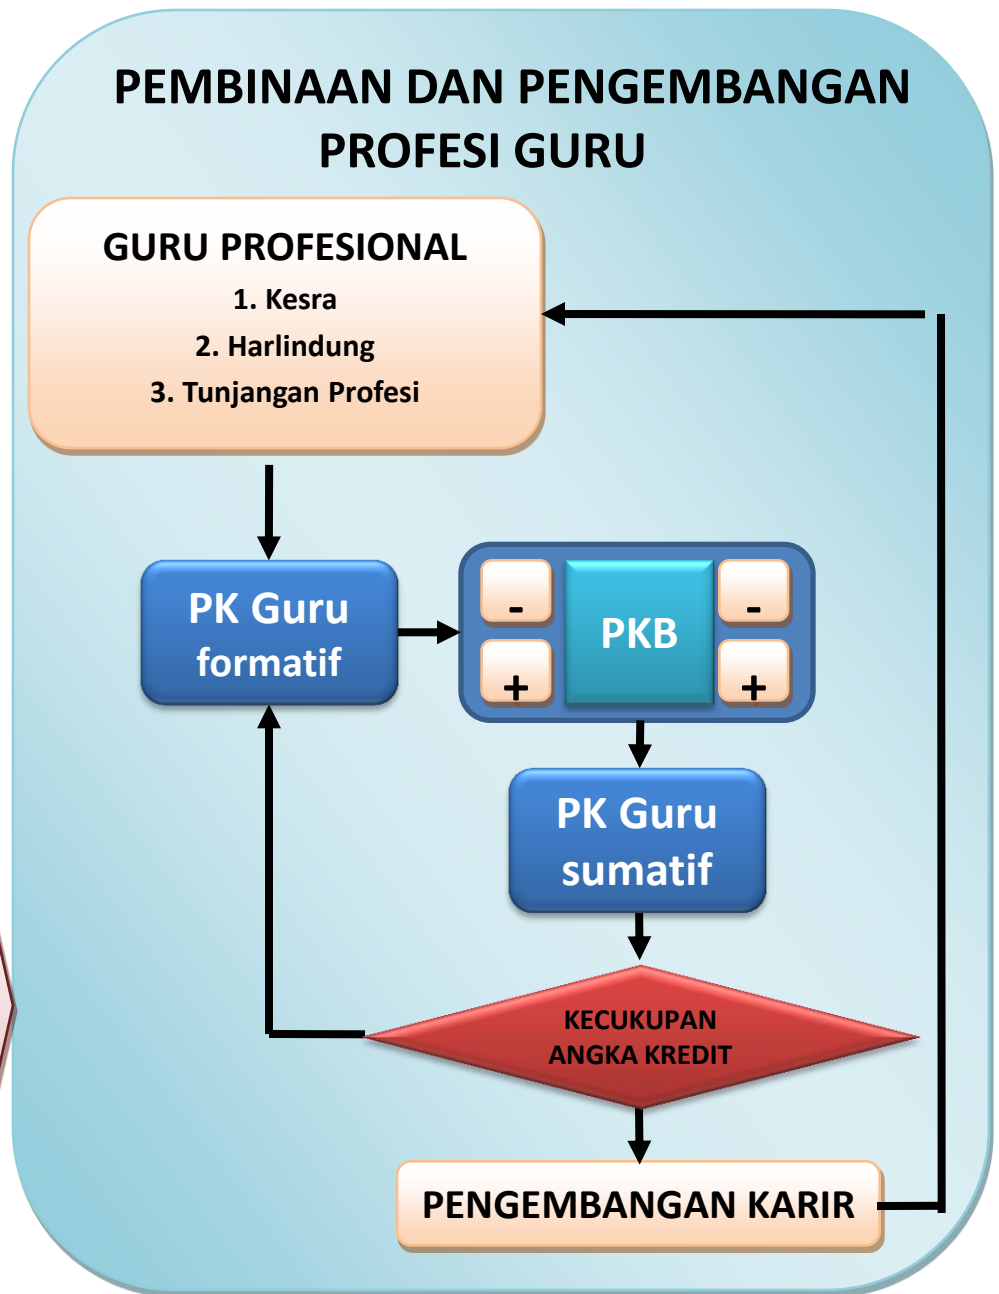 PEMBINAAN DAN PENGEMBANGAN
PROFESI GURU
GURU PROFESIONAL
1. Kesra
2. Harlindung
3. Tunjangan Profesi
PK Guru
formatif
-
+
PKB
-
+
PK Guru
sumatif
KECUKUPAN
ANGKA KREDIT
PENGEMBANGAN KARIR